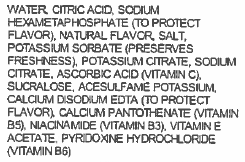 WATER, CITRIC ACID, SODIUM
HEXAMETAPHOSPHATE (TO PROTECT
FLAVOR), NATURAL FLAVOR, SALT,
POTASSIUM SORBATE (PRESERVES
FRESHNESS), POTASSIUM CITRATE, SODIUM
CITRATE, ASCORBIC ACID (VITAMIN C),
SUCRALOSE, ACESULFAME POTASSIUM,
CALCIUM DISODIUM EDTA (TO PROTECT
FLAVOR), CALCIUM PANTOTHENATE (VITAMIN
B5), NIACINAMIDE (VITAMIN B3), VITAMIN E
ACETATE, PYRIDOXINE HYDROCHLORIDE
(VITAMIN B6)